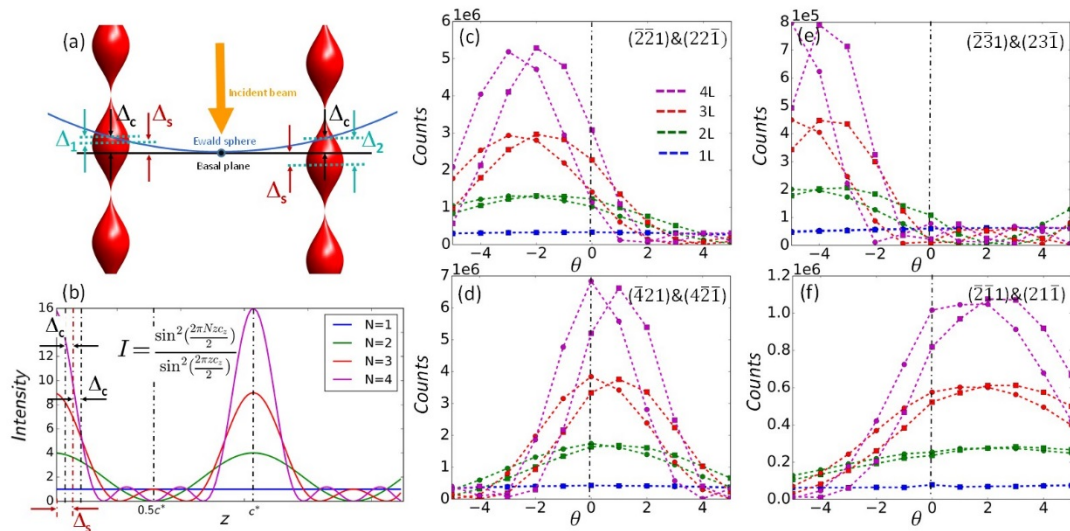 (a)
Δc
Δs
Incident beam
Δc
Δ1
Ewald sphere
Δ2
Basal plane
Δs
(b)
16
14
12
10
8
6
4
2
0
Intensity
Δc
Δc
Δs
I = sin²(2πNzc_z/2) / sin²(2πzc_z/2)
N=1
N=2
N=3
N=4
0.5c*
z
c*
(c)
1e6
(2̅2̅1)&(221̅)
6
5
4
3
2
1
0
Counts
4L
3L
2L
1L
−4 −2 0 2 4
θ
(e)
1e5
(2̅3̅1)&(231̅)
8
7
6
5
4
3
2
1
0
Counts
−4 −2 0 2 4
θ
(d)
1e6
(4̅21)&(42̅1̅)
7
6
5
4
3
2
1
0
Counts
−4 −2 0 2 4
θ
(f)
1e6
(2̅1̅1)&(211̅)
1.2
1.0
0.8
0.6
0.4
0.2
0.0
Counts
−4 −2 0 2 4
θ